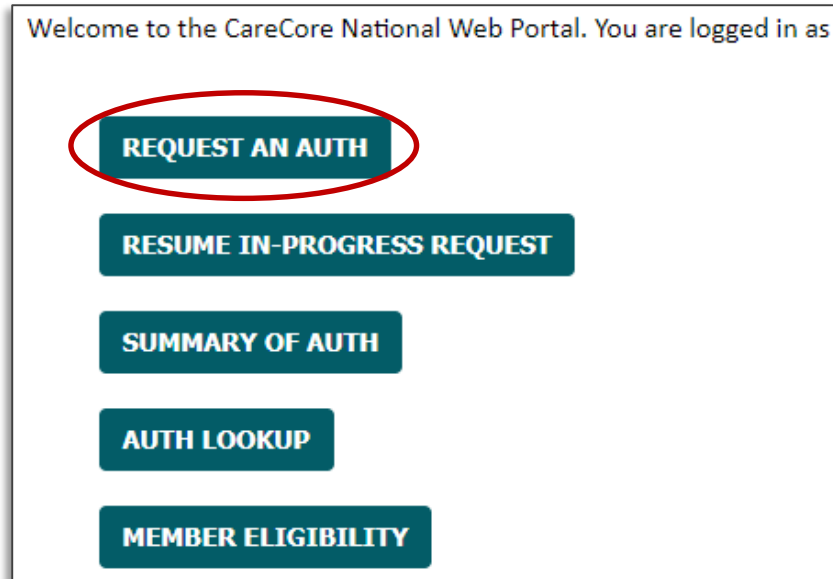 Welcome to the CareCore National Web Portal. You are logged in as
REQUEST AN AUTH
RESUME IN-PROGRESS REQUEST
SUMMARY OF AUTH
AUTH LOOKUP
MEMBER ELIGIBILITY